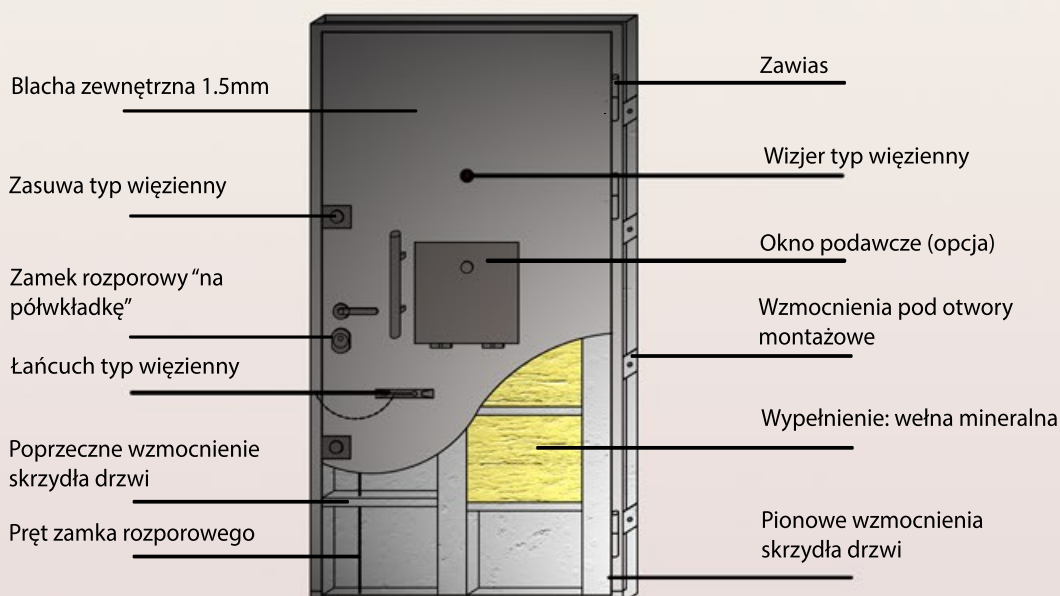 Blacha zewnętrzna 1.5mm
Zasuwa typ więzienny
Zamek rozporowy “na
półwkładkę”
Łańcuch typ więzienny
Poprzeczne wzmocnienie
skrzydła drzwi
Pręt zamka rozporowego
Zawias
Wizjer typ więzienny
Okno podawcze (opcja)
Wzmocnienia pod otwory
montażowe
Wypełnienie: wełna mineralna
Pionowe wzmocnienia
skrzydła drzwi